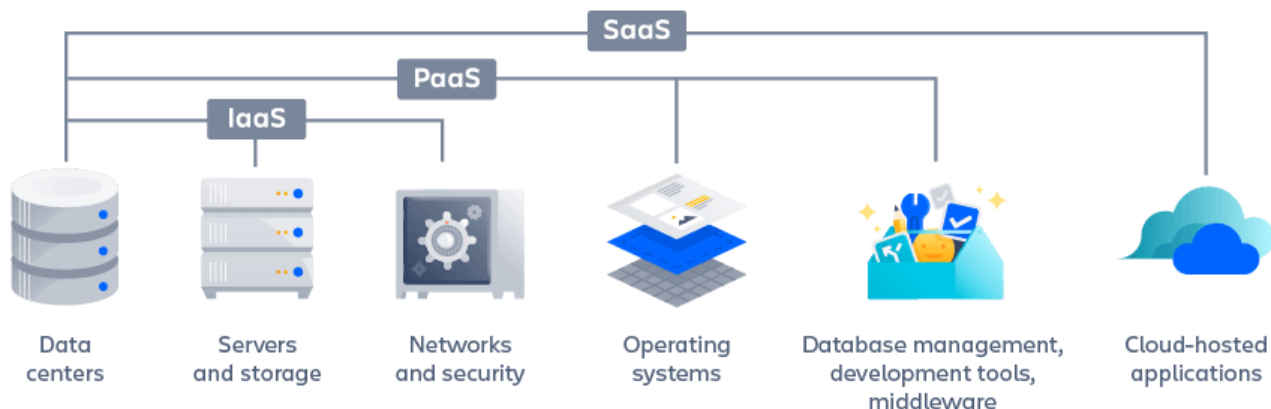 SaaS
PaaS
IaaS
Data
centers
Servers
and storage
Networks
and security
Operating
systems
Database management,
development tools,
middleware
Cloud-hosted
applications